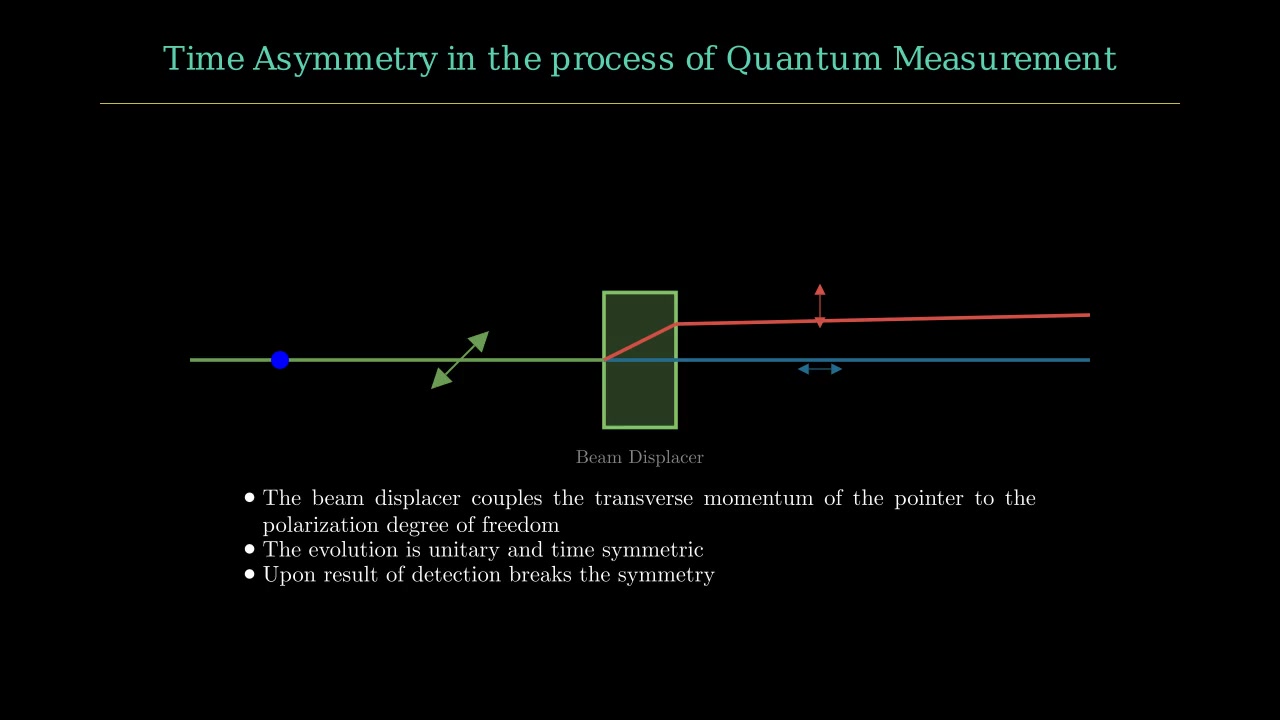 Time Asymmetry in the process of Quantum Measurement
Beam Displacer
• The beam displacer couples the transverse momentum of the pointer to the
polarization degree of freedom
• The evolution is unitary and time symmetric
• Upon result of detection breaks the symmetry